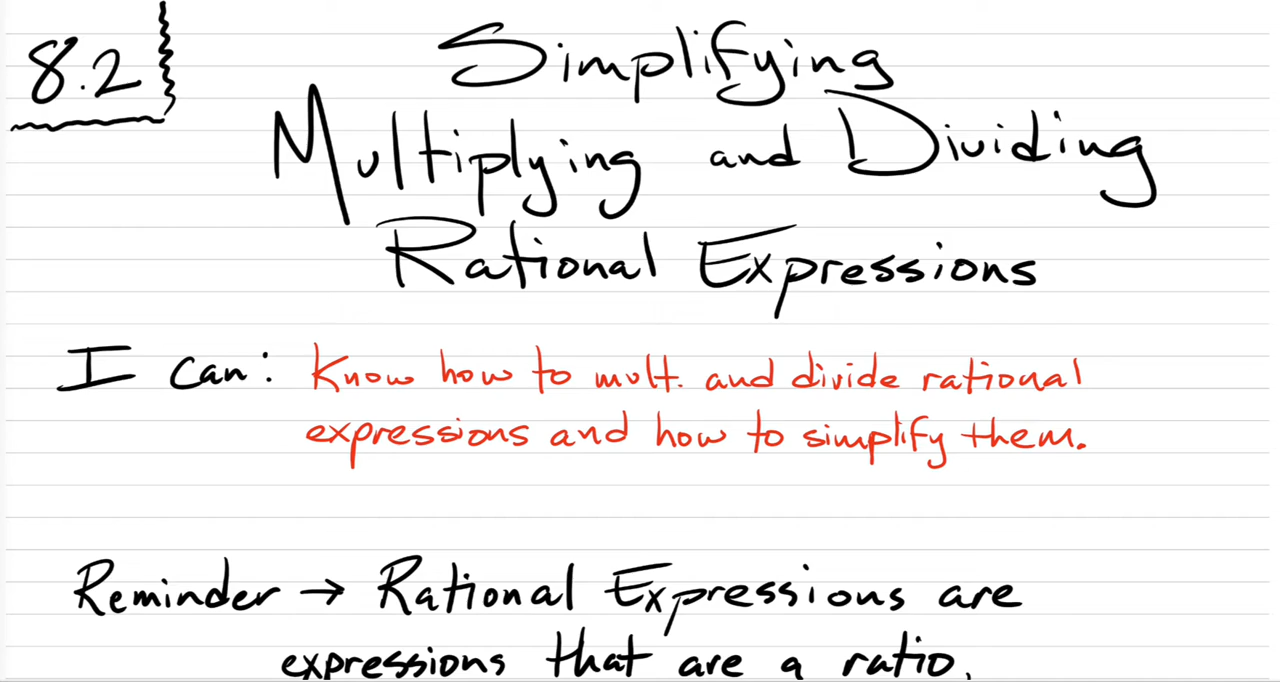 8.2
Simplifying
Multiplying and Dividing
Rational Expressions
I can: Know how to mult. and divide rational
expressions and how to simplify them.
Reminder → Rational Expressions are
expressions that are a ratio.